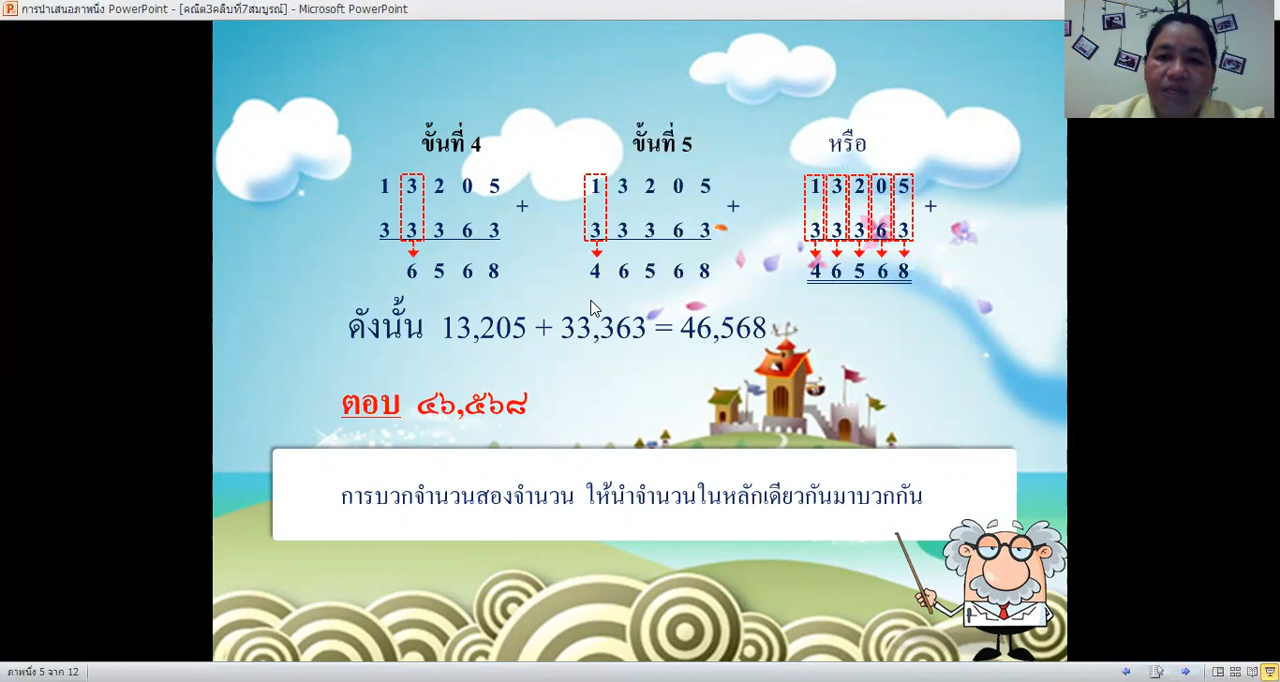 การนำเสนอภาพนิ่ง PowerPoint - [คณิต3คลิบที่7สมบูรณ์] - Microsoft PowerPoint
ขั้นที่ 4 ขั้นที่ 5 หรือ
1 3 2 0 5 1 3 2 0 5 1 3 2 0 5
+ + +
3 3 3 6 3 3 3 3 6 3 3 3 3 6 3
6 5 6 8 4 6 5 6 8 4 6 5 6 8
ดังนั้น 13,205 + 33,363 = 46,568
ตอบ ๔๖,๕๖๘
การบวกจำนวนสองจำนวน ให้นำจำนวนในหลักเดียวกันมาบวกกัน
ภาพนิ่ง 5 จาก 12